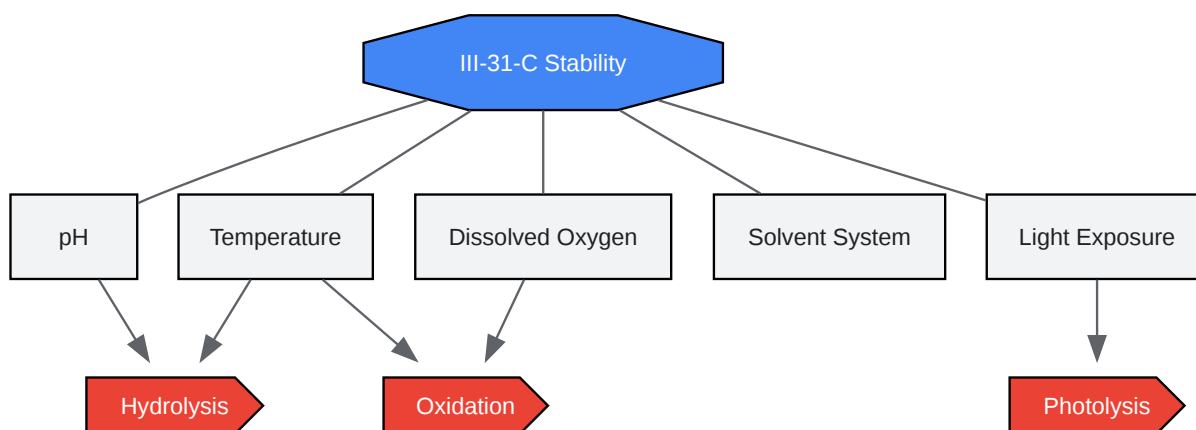 III-31-C Stability
pH
Temperature
Dissolved Oxygen
Solvent System
Light Exposure
Hydrolysis
Oxidation
Photolysis